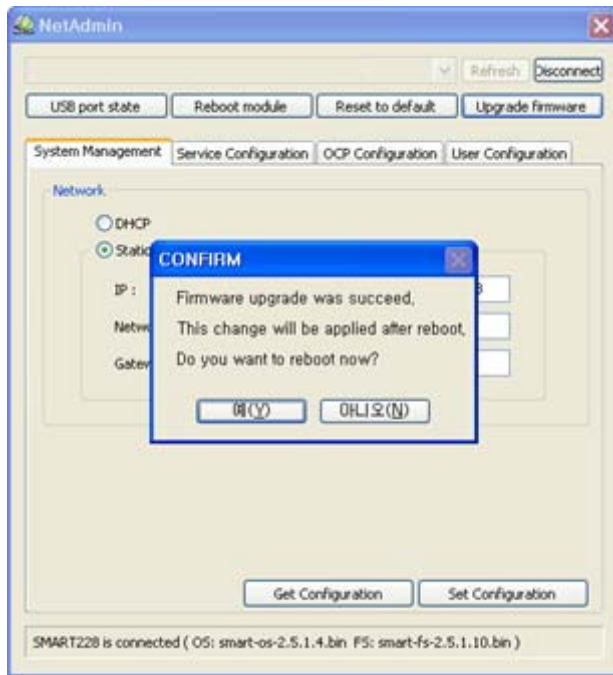 NetAdmin
Refresh Disconnect
USB port state Reboot module Reset to default Upgrade firmware
System Management Service Configuration OCP Configuration User Configuration
Network
DHCP
Static
CONFIRM
IP :
Firmware upgrade was succeed,
This change will be applied after reboot,
Do you want to reboot now?
예(Y) 아니오(N)
Get Configuration Set Configuration
SMART228 is connected ( OS: smart-os-2.5.1.4.bin FS: smart-fs-2.5.1.10.bin )